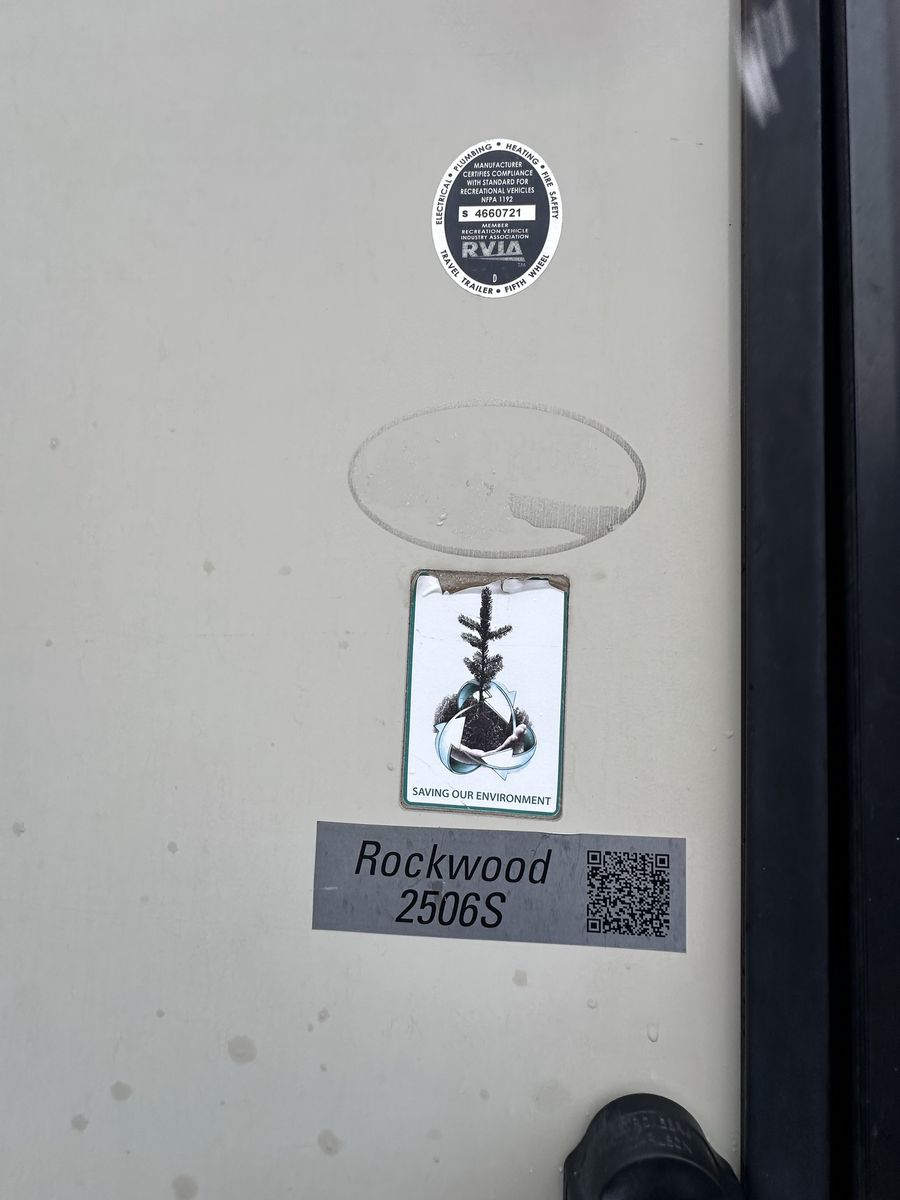 ELECTRICAL • PLUMBING • HEATING • FIRE SAFETY
MANUFACTURER
CERTIFIES COMPLIANCE
WITH STANDARD FOR
RECREATIONAL VEHICLES
NFPA 1192
S 4660721
MEMBER
RECREATION VEHICLE
INDUSTRY ASSOCIATION
RVIA
TM
D
TRAVEL TRAILER • FIFTH WHEEL
SAVING OUR ENVIRONMENT
Rockwood
2506S